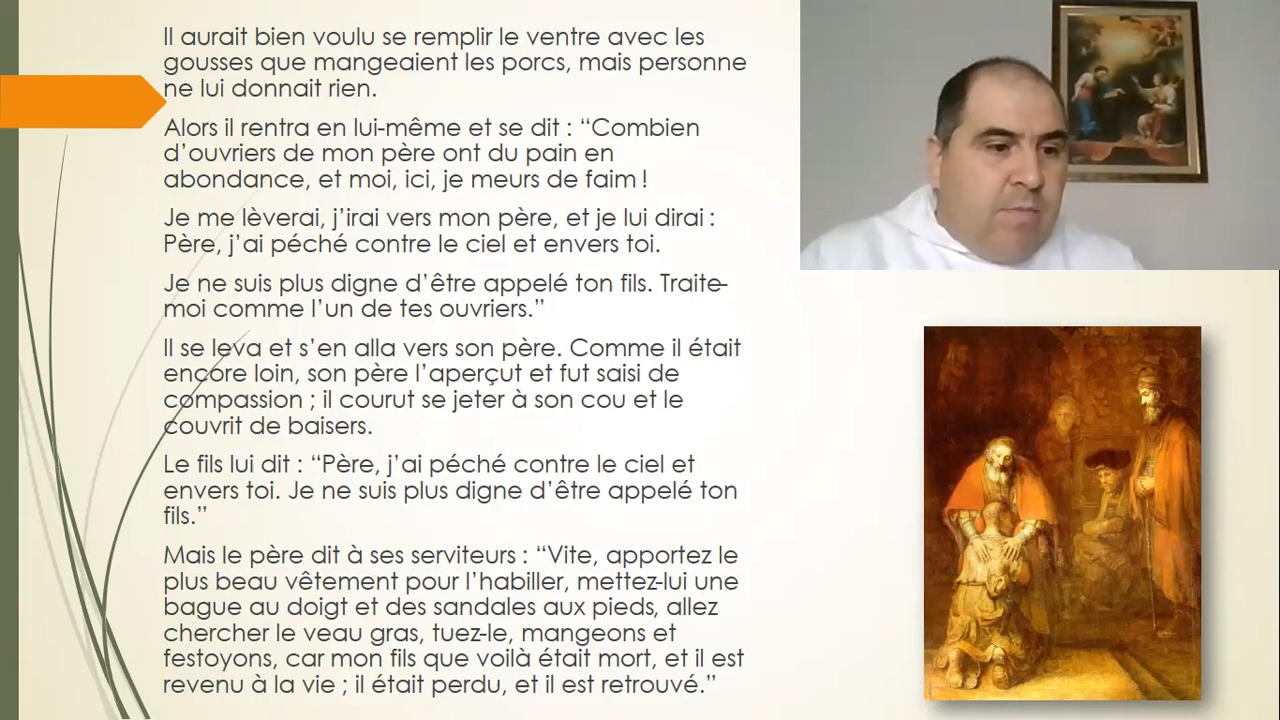 Il aurait bien voulu se remplir le ventre avec les
gousses que mangeaient les porcs, mais personne
ne lui donnait rien.
Alors il rentra en lui-même et se dit : “Combien
d’ouvriers de mon père ont du pain en
abondance, et moi, ici, je meurs de faim !
Je me lèverai, j’irai vers mon père, et je lui dirai :
Père, j’ai péché contre le ciel et envers toi.
Je ne suis plus digne d’être appelé ton fils. Traite-
moi comme l’un de tes ouvriers.”
Il se leva et s’en alla vers son père. Comme il était
encore loin, son père l’aperçut et fut saisi de
compassion ; il courut se jeter à son cou et le
couvrit de baisers.
Le fils lui dit : “Père, j’ai péché contre le ciel et
envers toi. Je ne suis plus digne d’être appelé ton
fils.”
Mais le père dit à ses serviteurs : “Vite, apportez le
plus beau vêtement pour l’habiller, mettez-lui une
bague au doigt et des sandales aux pieds, allez
chercher le veau gras, tuez-le, mangeons et
festoyons, car mon fils que voilà était mort, et il est
revenu à la vie ; il était perdu, et il est retrouvé.”